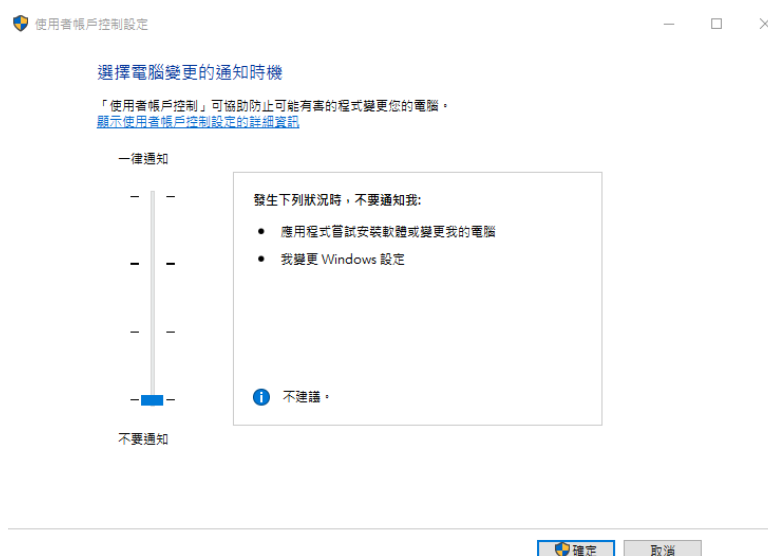 使用者帳戶控制設定
選擇電腦變更的通知時機
「使用者帳戶控制」可協助防止可能有害的程式變更您的電腦。
顯示使用者帳戶控制設定的詳細資訊
一律通知
發生下列狀況時，不要通知我:
• 應用程式嘗試安裝軟體或變更我的電腦
• 我變更 Windows 設定
不建議。
不要通知
確定
取消